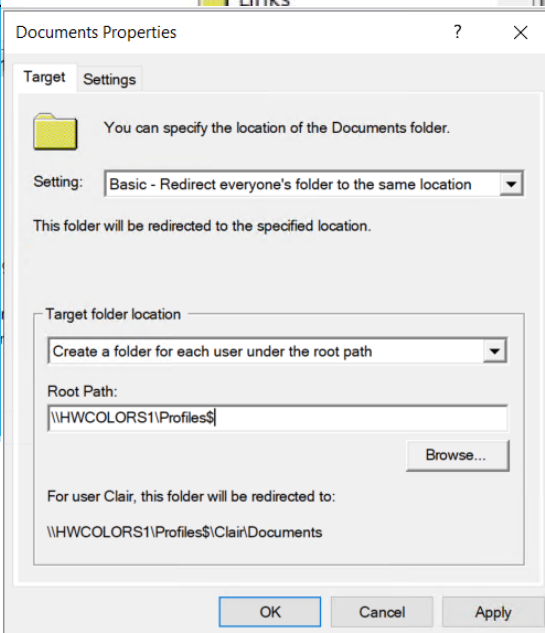 Links
Documents Properties
?
Target
Settings
You can specify the location of the Documents folder.
Setting:
Basic - Redirect everyone's folder to the same location
This folder will be redirected to the specified location.
Target folder location
Create a folder for each user under the root path
Root Path:
\\HWCOLORS1\Profiles$
Browse...
For user Clair, this folder will be redirected to:
\\HWCOLORS1\Profiles$\Clair\Documents
OK
Cancel
Apply